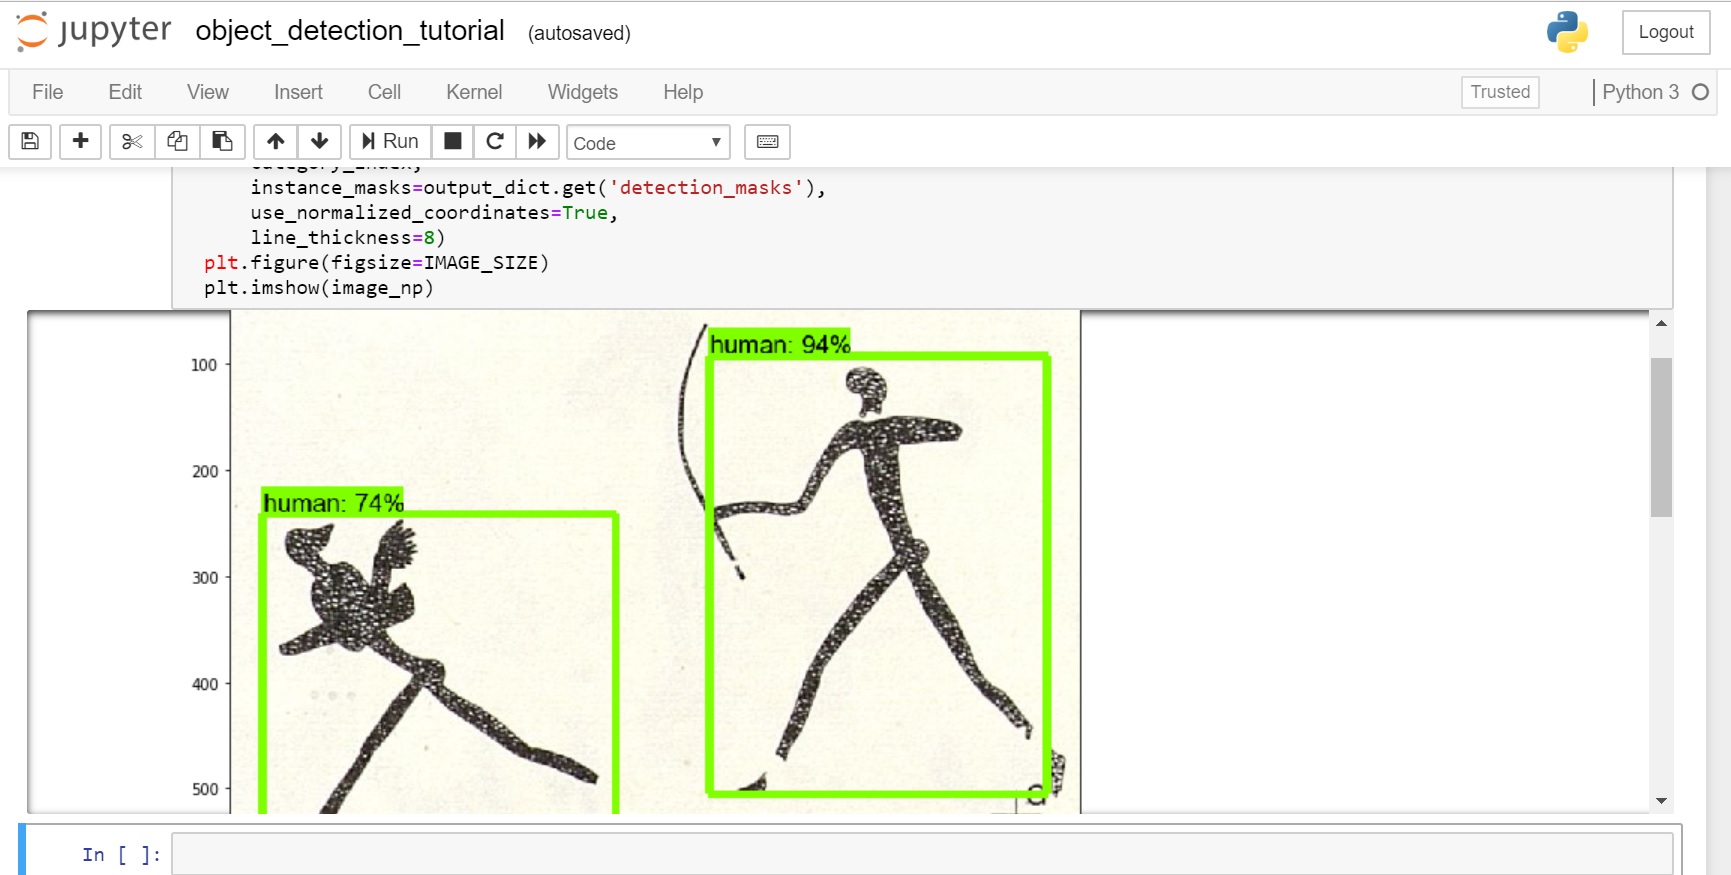 jupyter object_detection_tutorial (autosaved)
Logout
File Edit View Insert Cell Kernel Widgets Help
Trusted
Python 3
Run
Code
category_index,
instance_masks=output_dict.get('detection_masks'),
use_normalized_coordinates=True,
line_thickness=8)
plt.figure(figsize=IMAGE_SIZE)
plt.imshow(image_np)
human: 94%
100
200
human: 74%
300
400
500
a
In [ ]: